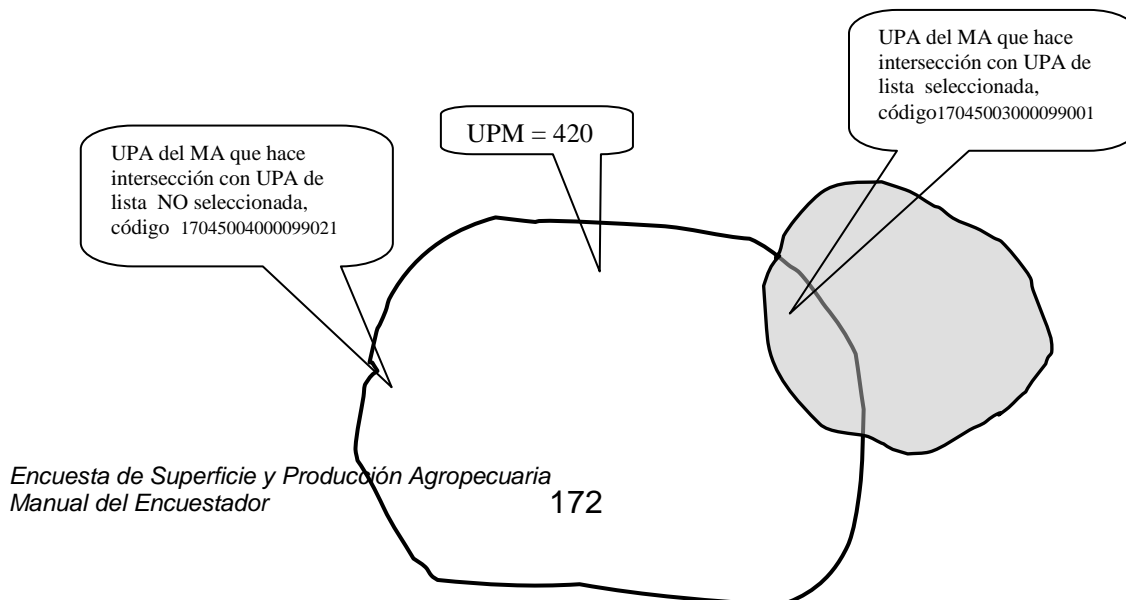 UPA del MA que hace
intersección con UPA de
lista seleccionada,
código17045003000099001
UPM = 420
UPA del MA que hace
intersección con UPA de
lista NO seleccionada,
código 17045004000099021
Encuesta de Superficie y Producción Agropecuaria
Manual del Encuestador 172